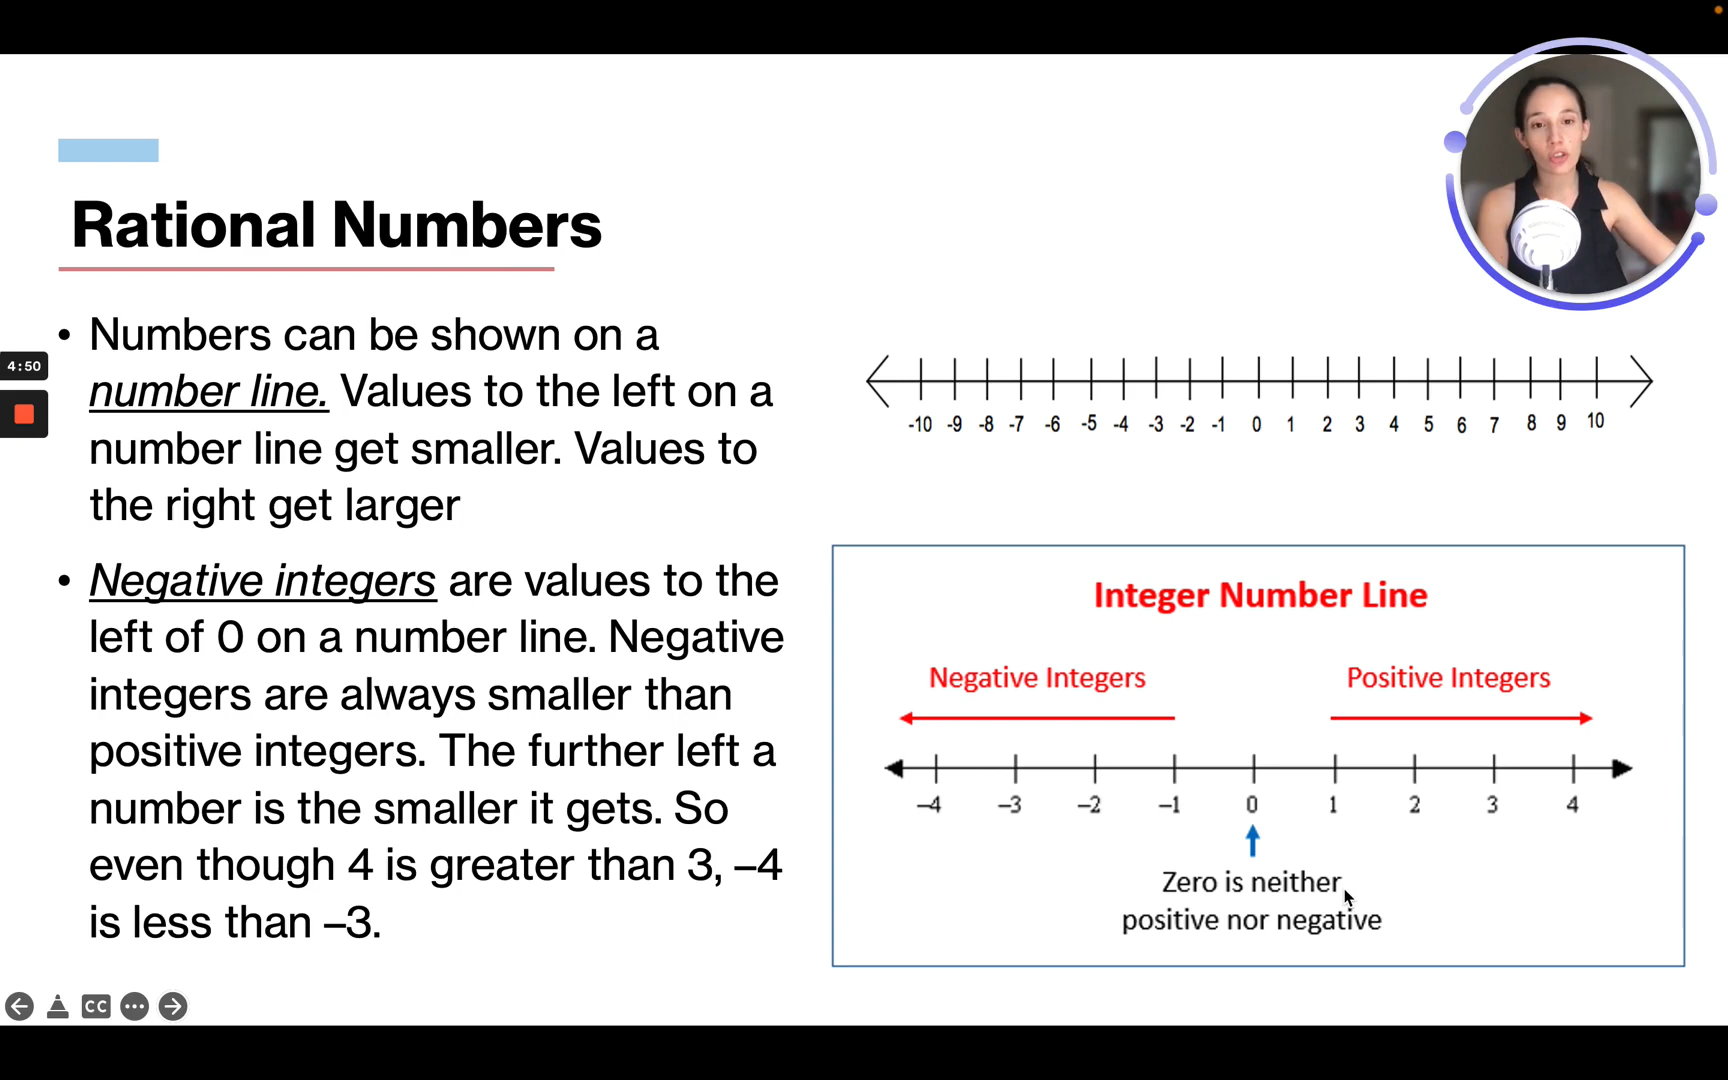 Rational Numbers
• Numbers can be shown on a
number line. Values to the left on a
number line get smaller. Values to
the right get larger
• Negative integers are values to the
left of 0 on a number line. Negative
integers are always smaller than
positive integers. The further left a
number is the smaller it gets. So
even though 4 is greater than 3, –4
is less than –3.
4:50
-10 -9 -8 -7 -6 -5 -4 -3 -2 -1 0 1 2 3 4 5 6 7 8 9 10
Integer Number Line
Negative Integers Positive Integers
–4 –3 –2 –1 0 1 2 3 4
Zero is neither
positive nor negative
CC